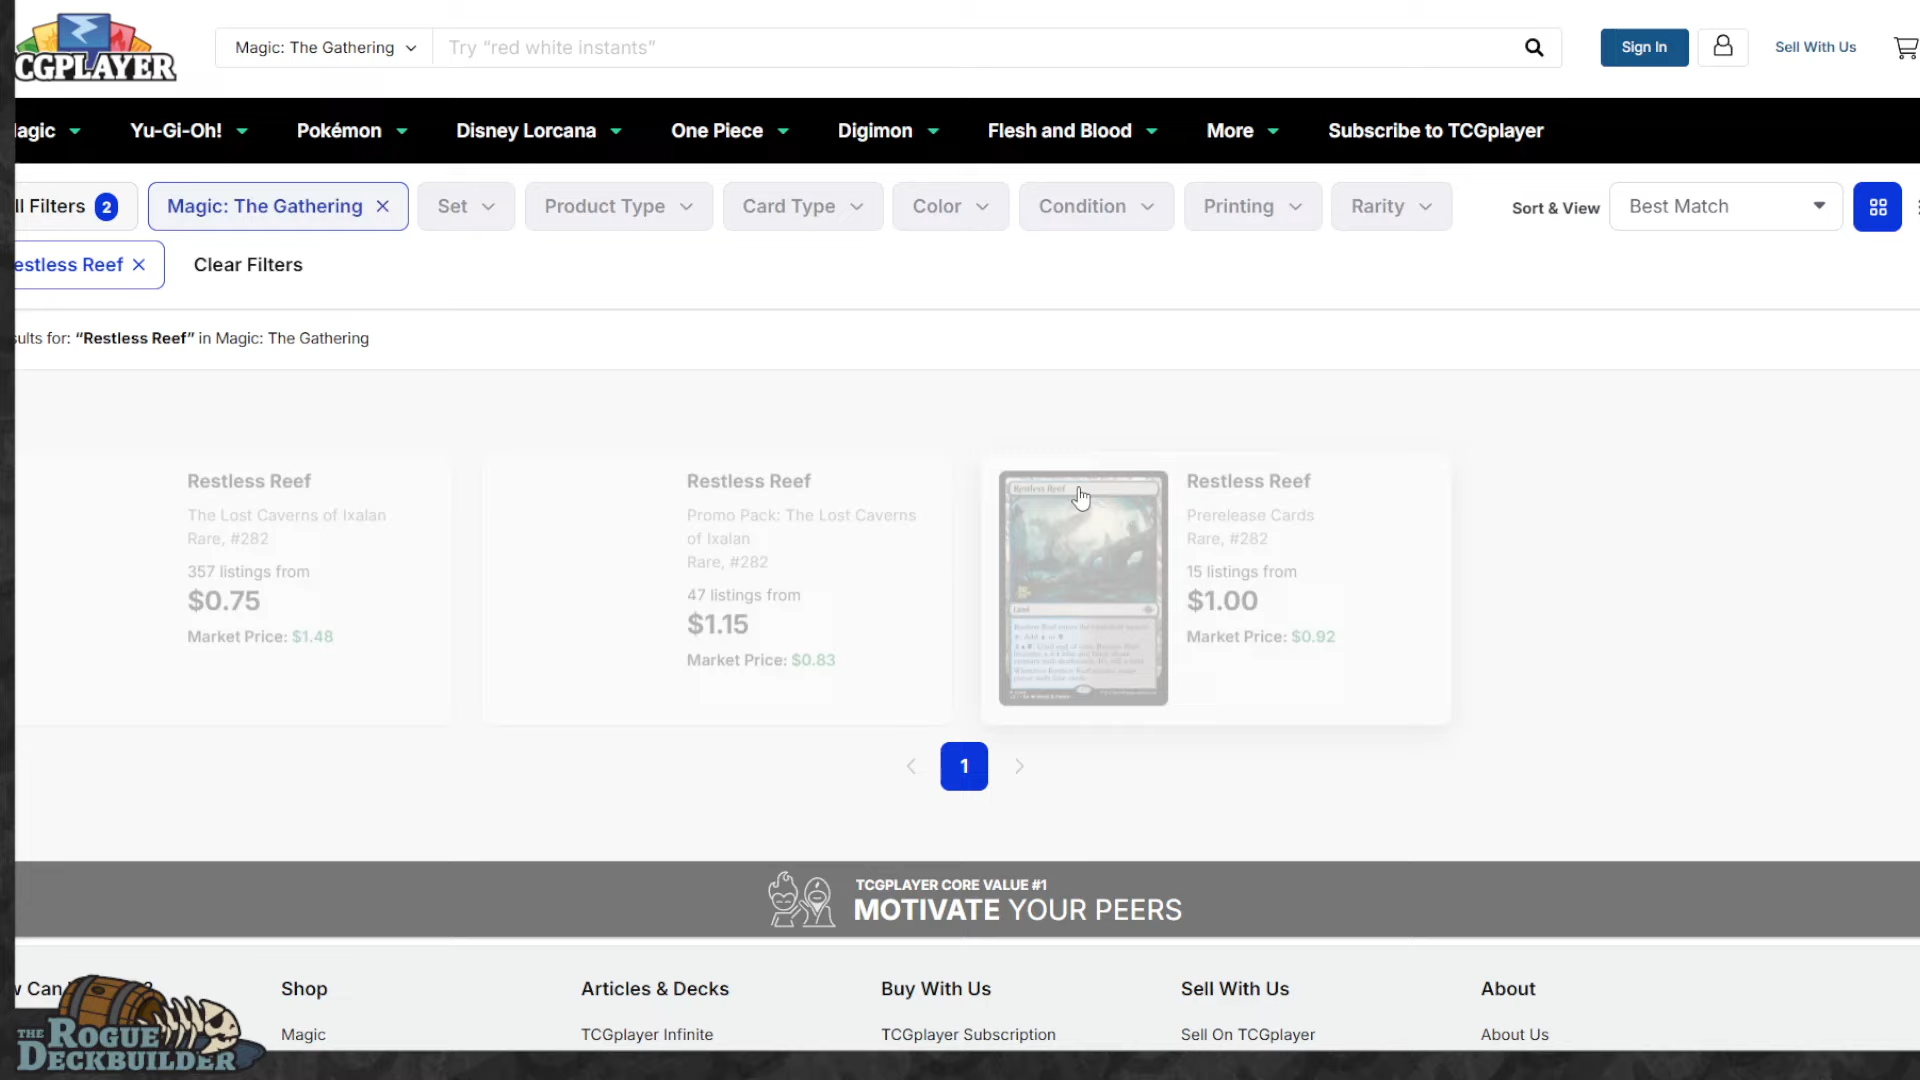 CGPLAYER
Magic: The Gathering
Try “red white instants”
Sign In
Sell With Us
agic
Yu-Gi-Oh!
Pokémon
Disney Lorcana
One Piece
Digimon
Flesh and Blood
More
Subscribe to TCGplayer
ll Filters 2
Magic: The Gathering
Set
Product Type
Card Type
Color
Condition
Printing
Rarity
Sort & View
Best Match
estless Reef
Clear Filters
sults for: “Restless Reef” in Magic: The Gathering
Restless Reef
The Lost Caverns of Ixalan
Rare, #282
357 listings from
$0.75
Market Price: $1.48
Restless Reef
Promo Pack: The Lost Caverns
of Ixalan
Rare, #282
47 listings from
$1.15
Market Price: $0.83
Restless Reef
Land
Restless Reef
Prerelease Cards
Rare, #282
15 listings from
$1.00
Market Price: $0.92
1
TCGPLAYER CORE VALUE #1
MOTIVATE YOUR PEERS
w Can
?
Shop
Articles & Decks
Buy With Us
Sell With Us
About
Magic
TCGplayer Infinite
TCGplayer Subscription
Sell On TCGplayer
About Us
THE ROGUE
DECKBUILDER